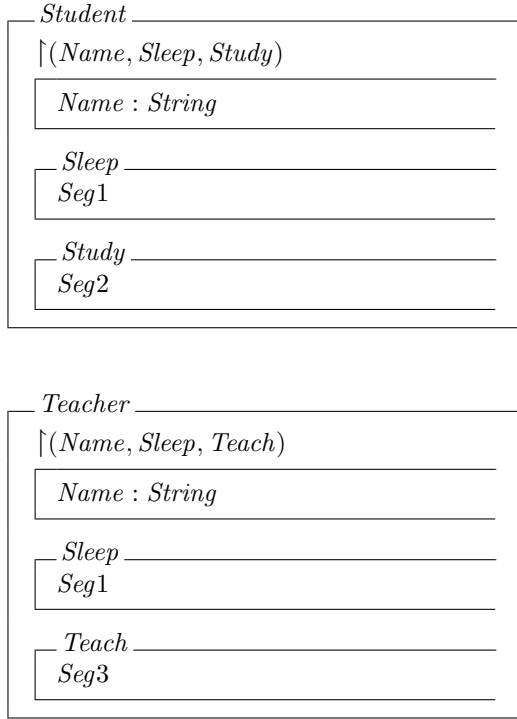 Student
↾(Name, Sleep, Study)
Name : String
Sleep
Seg1
Study
Seg2
Teacher
↾(Name, Sleep, Teach)
Name : String
Sleep
Seg1
Teach
Seg3